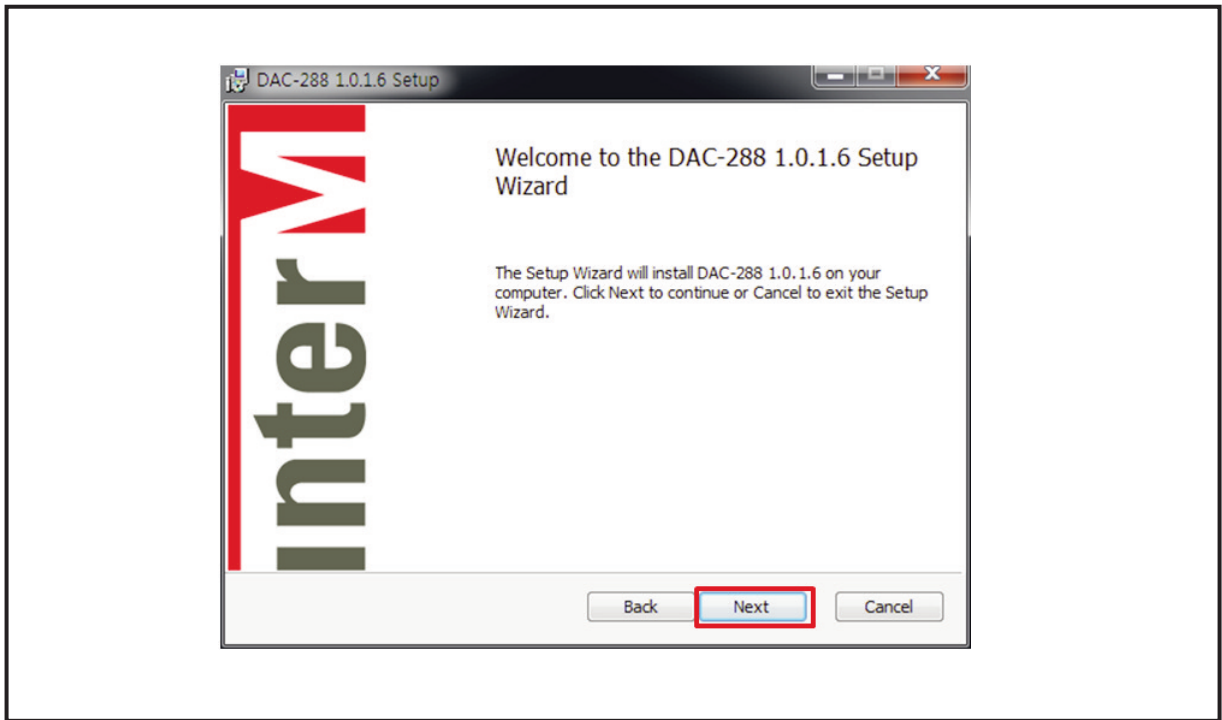 DAC-288 1.0.1.6 Setup
Welcome to the DAC-288 1.0.1.6 Setup
Wizard
The Setup Wizard will install DAC-288 1.0.1.6 on your
computer. Click Next to continue or Cancel to exit the Setup
Wizard.
InterM
Back Next Cancel